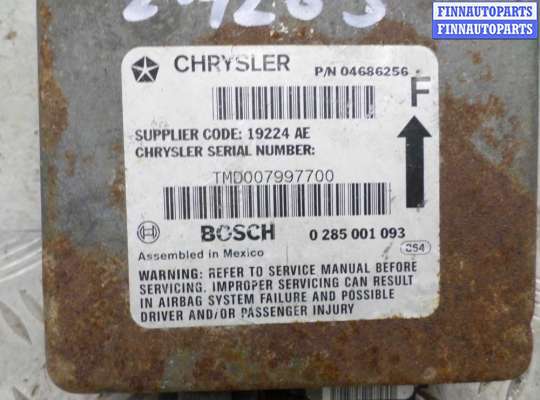 FINNAUTOPARTS
FINNAUTOPARTS
CHRYSLER
P/N 04686256
F
SUPPLIER CODE: 19224 AE
CHRYSLER SERIAL NUMBER:
TMD007997700
BOSCH 0 285 001 093
Assembled in Mexico
WARNING: REFER TO SERVICE MANUAL BEFORE
SERVICING. IMPROPER SERVICING CAN RESULT
IN AIRBAG SYSTEM FAILURE AND POSSIBLE
DRIVER AND/OR PASSENGER INJURY